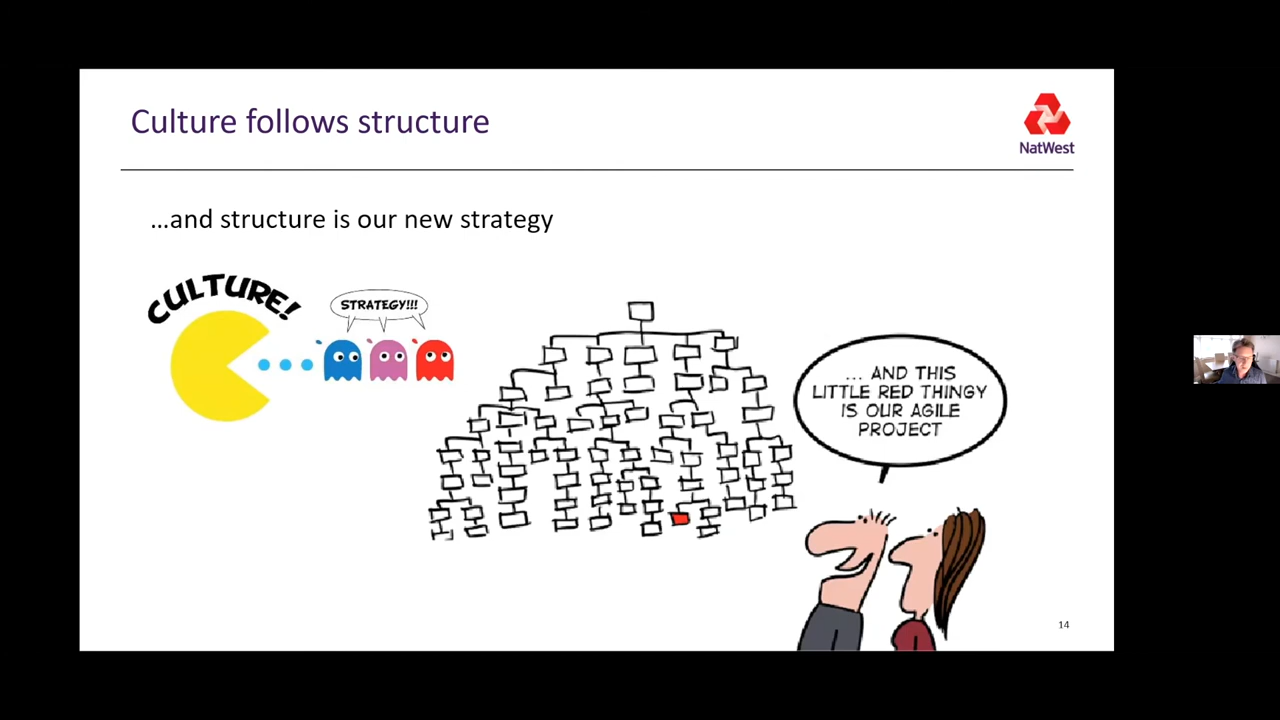 Culture follows structure
NatWest
...and structure is our new strategy
CULTURE!
STRATEGY!!!
... AND THIS
LITTLE RED THINGY
IS OUR AGILE
PROJECT
14